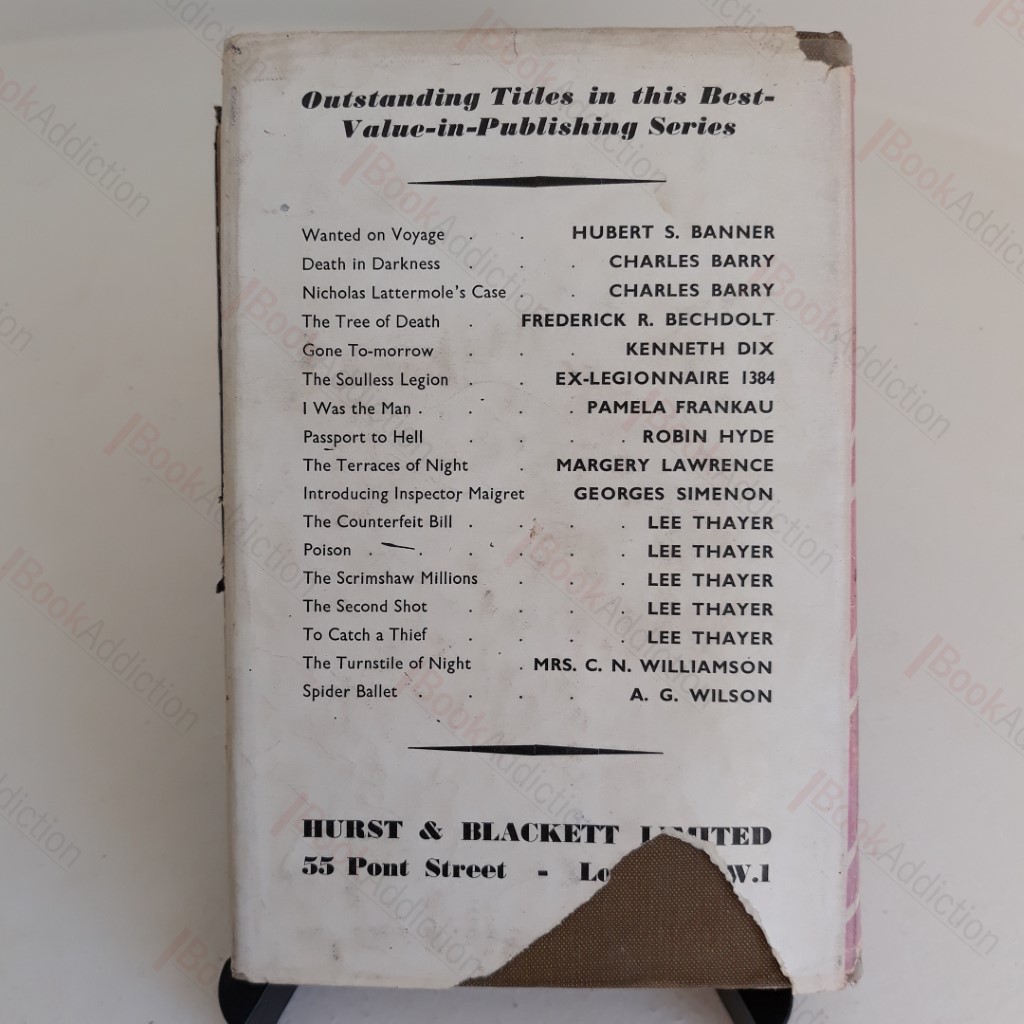 Outstanding Titles in this Best-
Value-in-Publishing Series
Wanted on Voyage . . HUBERT S. BANNER
Death in Darkness . . . CHARLES BARRY
Nicholas Lattermole's Case . . CHARLES BARRY
The Tree of Death . FREDERICK R. BECHDOLT
Gone To-morrow . . . KENNETH DIX
The Soulless Legion . . EX-LEGIONNAIRE 1384
I Was the Man . . . . PAMELA FRANKAU
Passport to Hell . . . . ROBIN HYDE
The Terraces of Night . MARGERY LAWRENCE
Introducing Inspector Maigret GEORGES SIMENON
The Counterfeit Bill . . . . LEE THAYER
Poison . . . . . . LEE THAYER
The Scrimshaw Millions . . . LEE THAYER
The Second Shot . . . . LEE THAYER
To Catch a Thief . . . . LEE THAYER
The Turnstile of Night . MRS. C. N. WILLIAMSON
Spider Ballet . . . . A. G. WILSON
HURST & BLACKETT LIMITED
55 Pont Street - W.1
BookAddiction